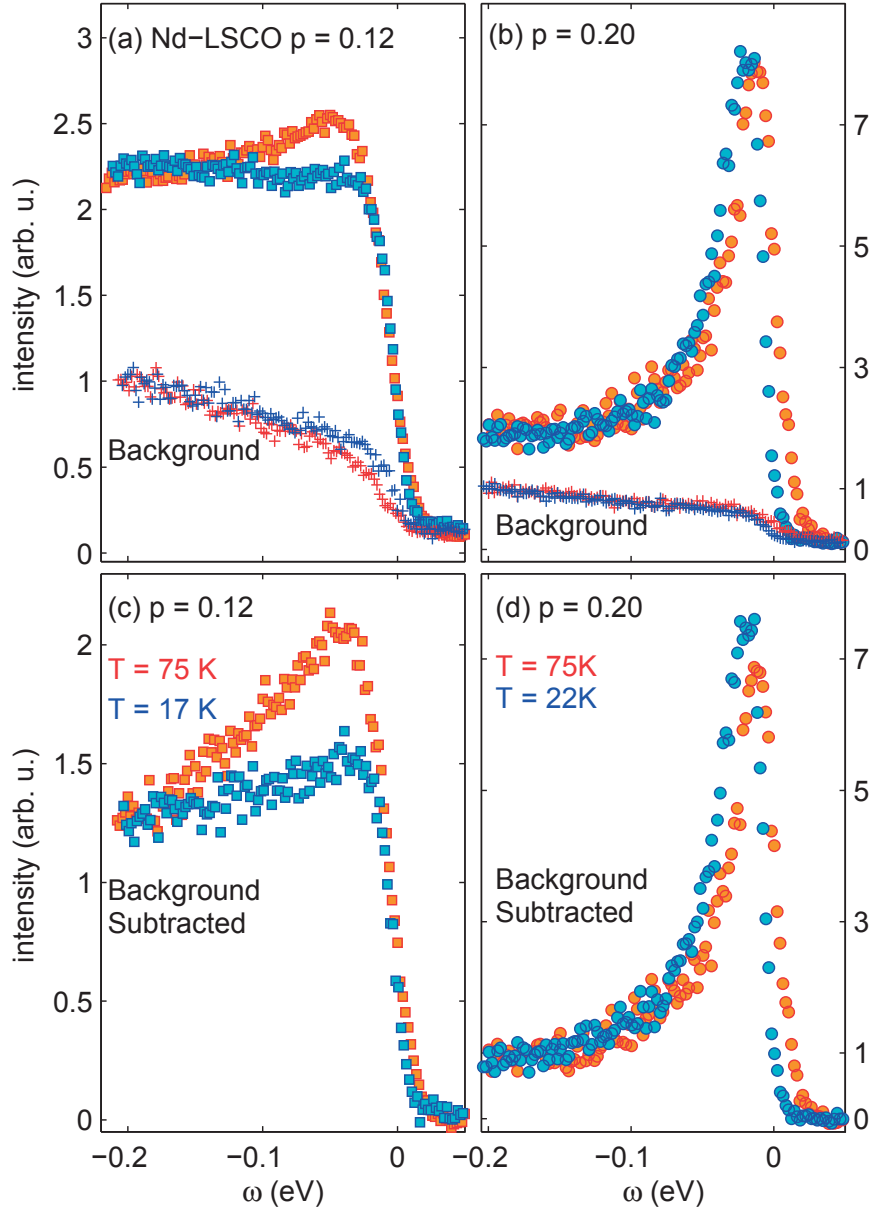 (a) Nd−LSCO p = 0.12
(b) p = 0.20
3
2.5
2
1.5
1
0.5
0
intensity (arb. u.)
Background
7
5
3
1
0
Background
(c) p = 0.12
T = 75 K
T = 17 K
Background
Subtracted
2
1.5
1
0.5
0
intensity (arb. u.)
−0.2
−0.1
0
ω (eV)
(d) p = 0.20
T = 75K
T = 22K
Background
Subtracted
7
5
3
1
0
−0.2
−0.1
0
ω (eV)